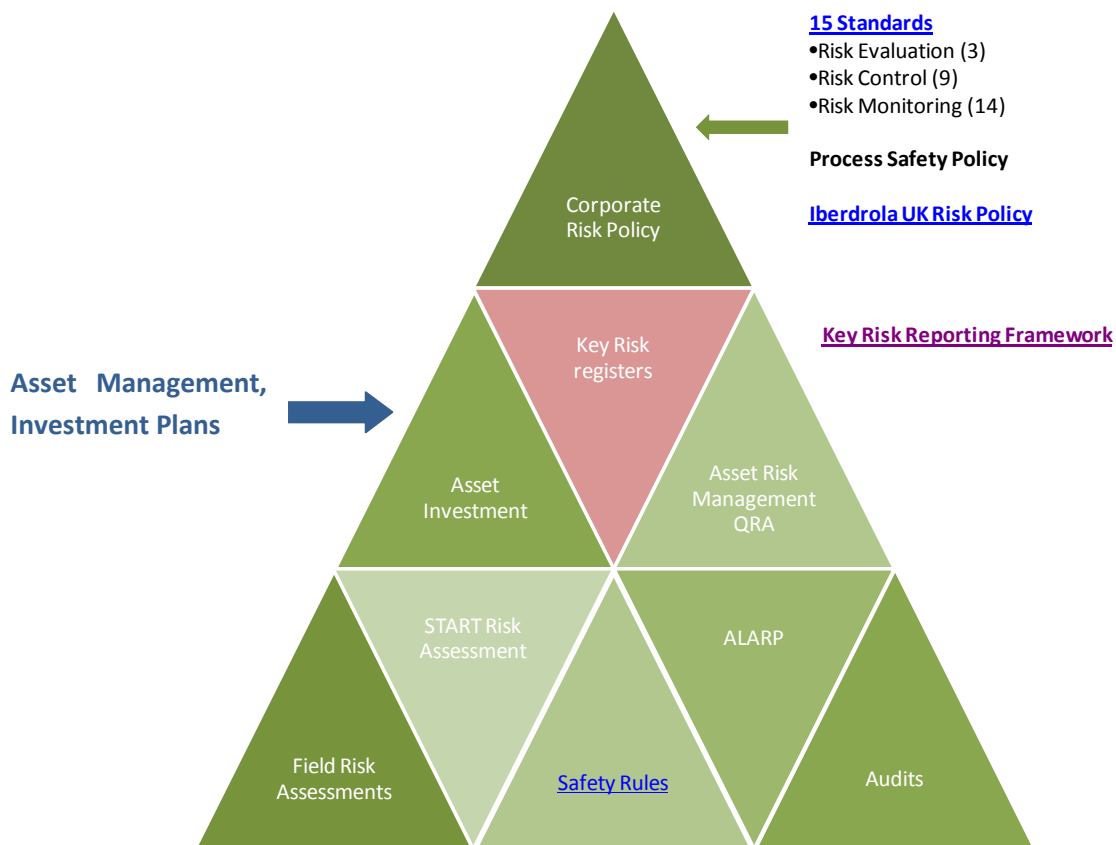 15 Standards
•Risk Evaluation (3)
•Risk Control (9)
•Risk Monitoring (14)
Process Safety Policy
Iberdrola UK Risk Policy
Corporate
Risk Policy
Key Risk Reporting Framework
Key Risk
registers
Asset Management,
Investment Plans
Asset
Investment
Asset Risk
Management
QRA
START Risk
Assessment
ALARP
Field Risk
Assessments
Safety Rules
Audits